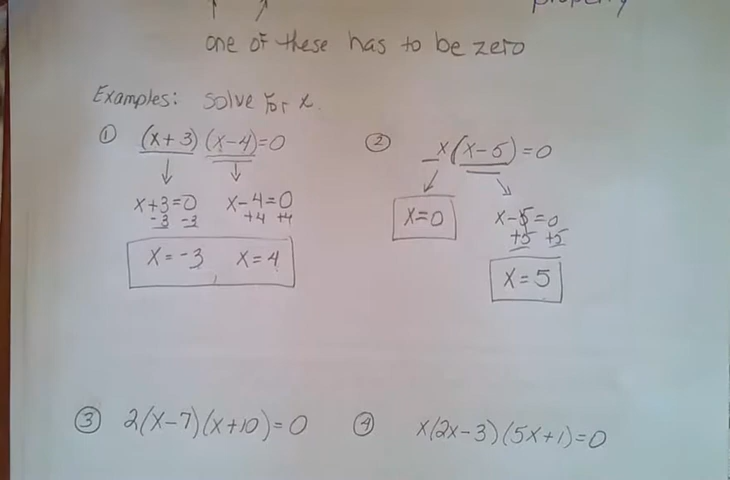 property
one of these has to be zero
Examples: solve for x.
① (x+3)(x-4)=0
x+3=0 x-4=0
-3 -3 +4 +4
x=-3 x=4
② x(x-5)=0
x=0 x-5=0
+5 +5
x=5
③ 2(x-7)(x+10)=0
④ x(2x-3)(5x+1)=0